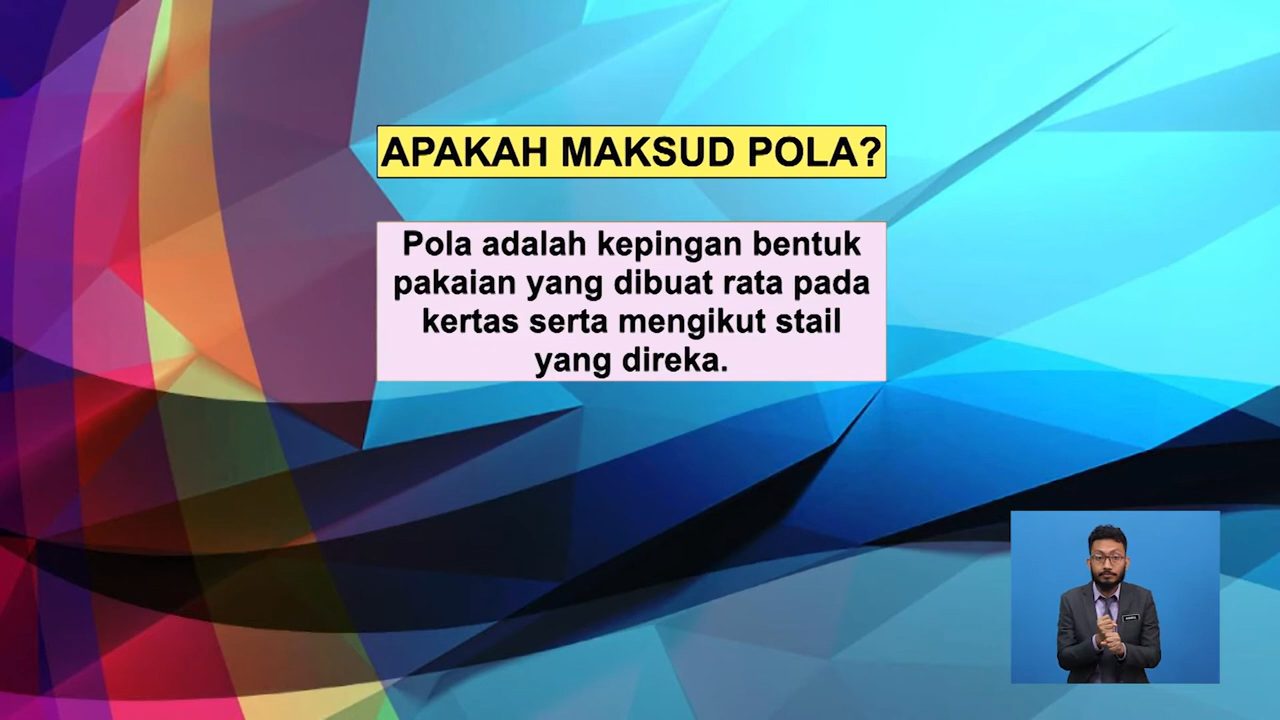 APAKAH MAKSUD POLA?
Pola adalah kepingan bentuk
pakaian yang dibuat rata pada
kertas serta mengikut stail
yang direka.